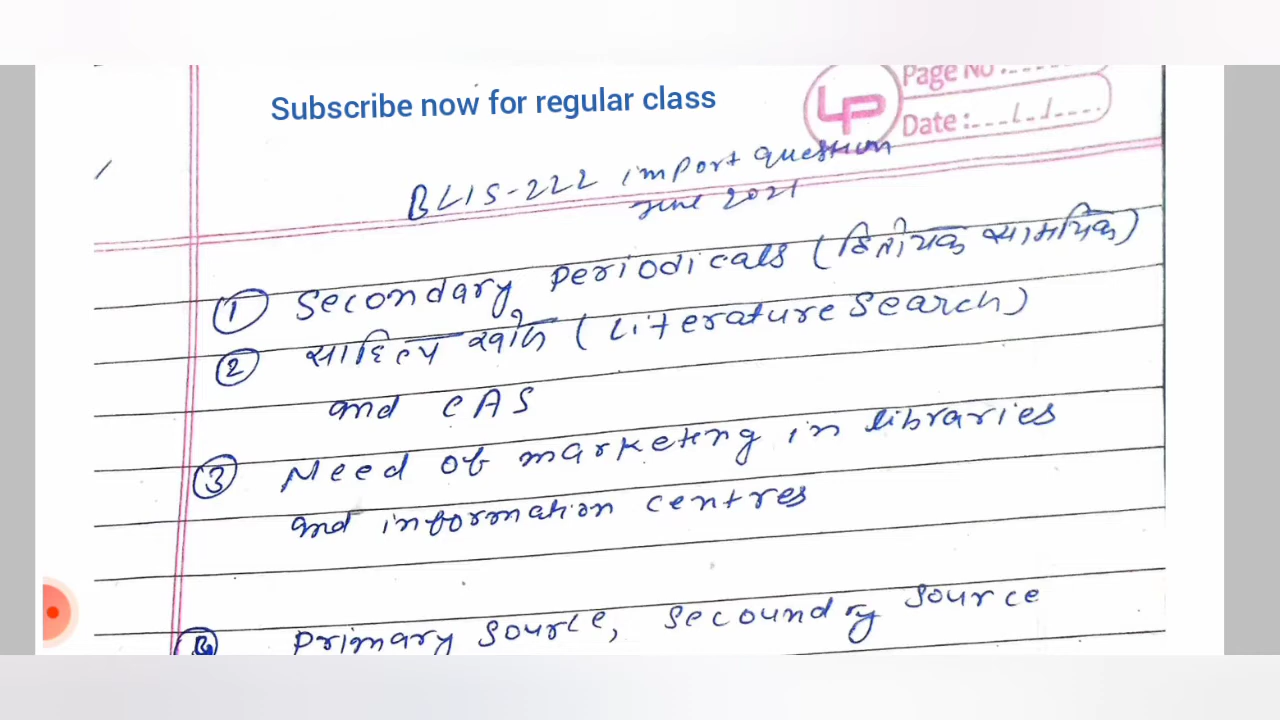 Subscribe now for regular class
LP
Page No :
Date :
BLIS-222 import question
June 2021
① Secondary Periodicals (द्वितीयक सामयिक)
② साहित्य खोज (Literature Search)
and CAS
③ Need of marketing in libraries
and information centres
Primary source, Secoundry source